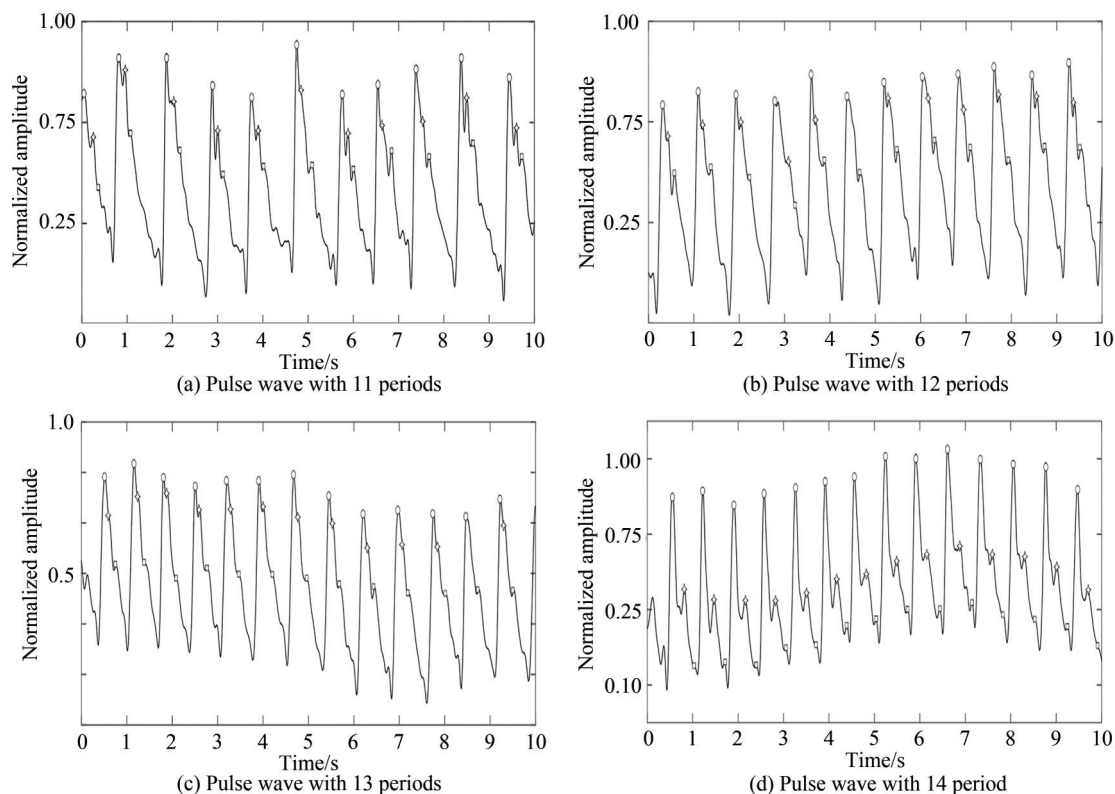 1.00
0.75
0.25
Normalized amplitude
0 1 2 3 4 5 6 7 8 9 10
Time/s
(a) Pulse wave with 11 periods
1.00
0.75
0.25
Normalized amplitude
0 1 2 3 4 5 6 7 8 9 10
Time/s
(b) Pulse wave with 12 periods
1.0
0.5
Normalized amplitude
0 1 2 3 4 5 6 7 8 9 10
Time/s
(c) Pulse wave with 13 periods
1.00
0.75
0.25
0.10
Normalized amplitude
0 1 2 3 4 5 6 7 8 9 10
Time/s
(d) Pulse wave with 14 period